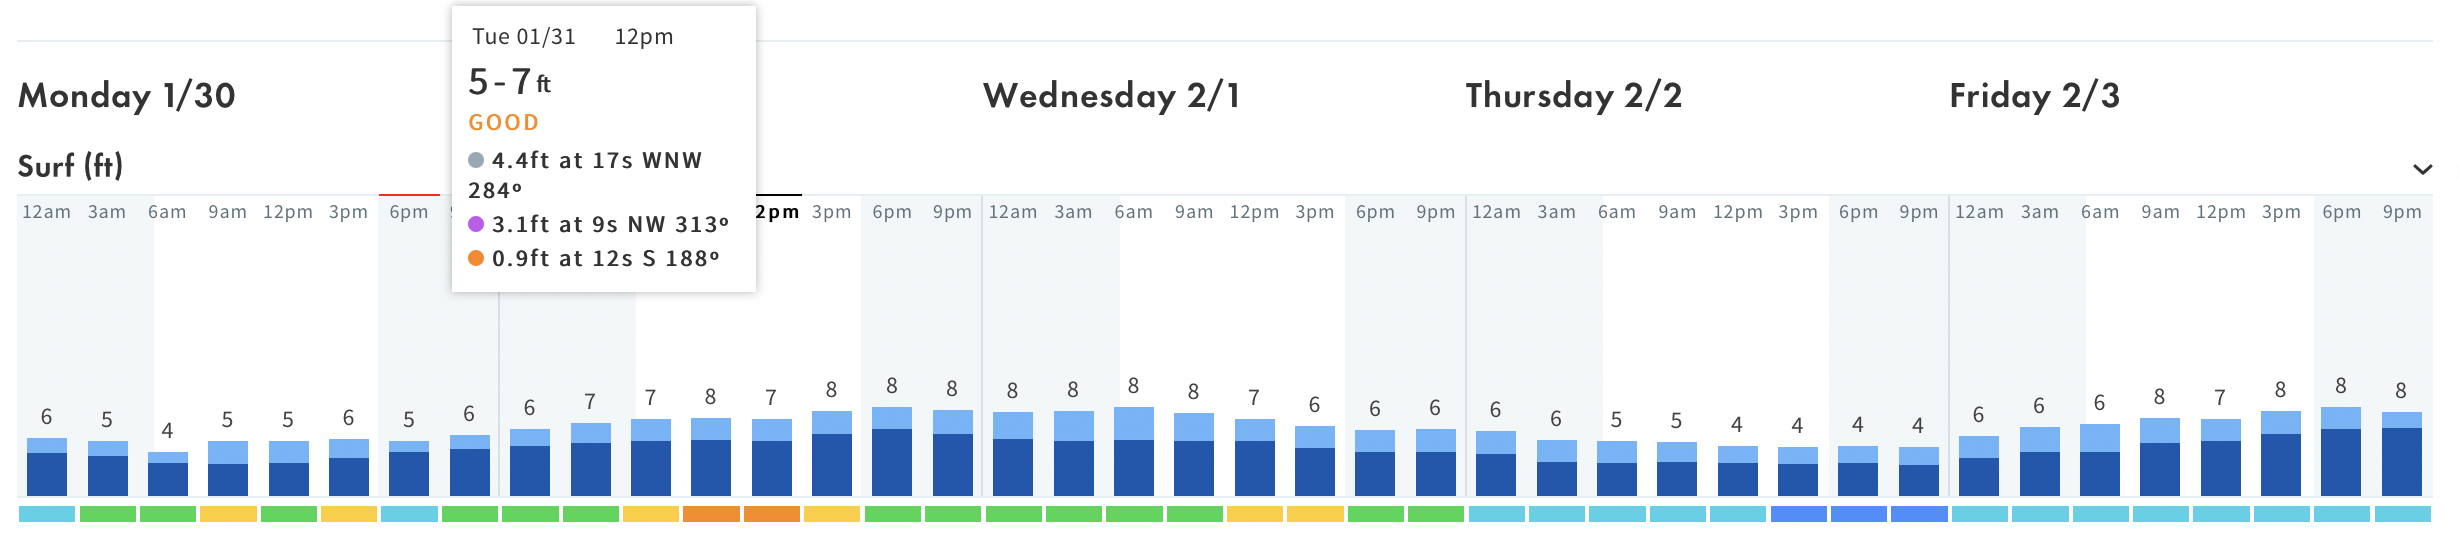 Tue 01/31 12pm
5-7ft
GOOD
4.4ft at 17s WNW
284º
3.1ft at 9s NW 313º
0.9ft at 12s S 188º
Monday 1/30 Wednesday 2/1 Thursday 2/2 Friday 2/3
Surf (ft)
12am 3am 6am 9am 12pm 3pm 6pm 2pm 3pm 6pm 9pm 12am 3am 6am 9am 12pm 3pm 6pm 9pm 12am 3am 6am 9am 12pm 3pm 6pm 9pm 12am 3am 6am 9am 12pm 3pm 6pm 9pm
6 5 4 5 5 6 5 6 6 7 7 8 7 8 8 8 8 8 8 8 7 6 6 6 6 6 5 5 4 4 4 4 6 6 6 8 7 8 8 8